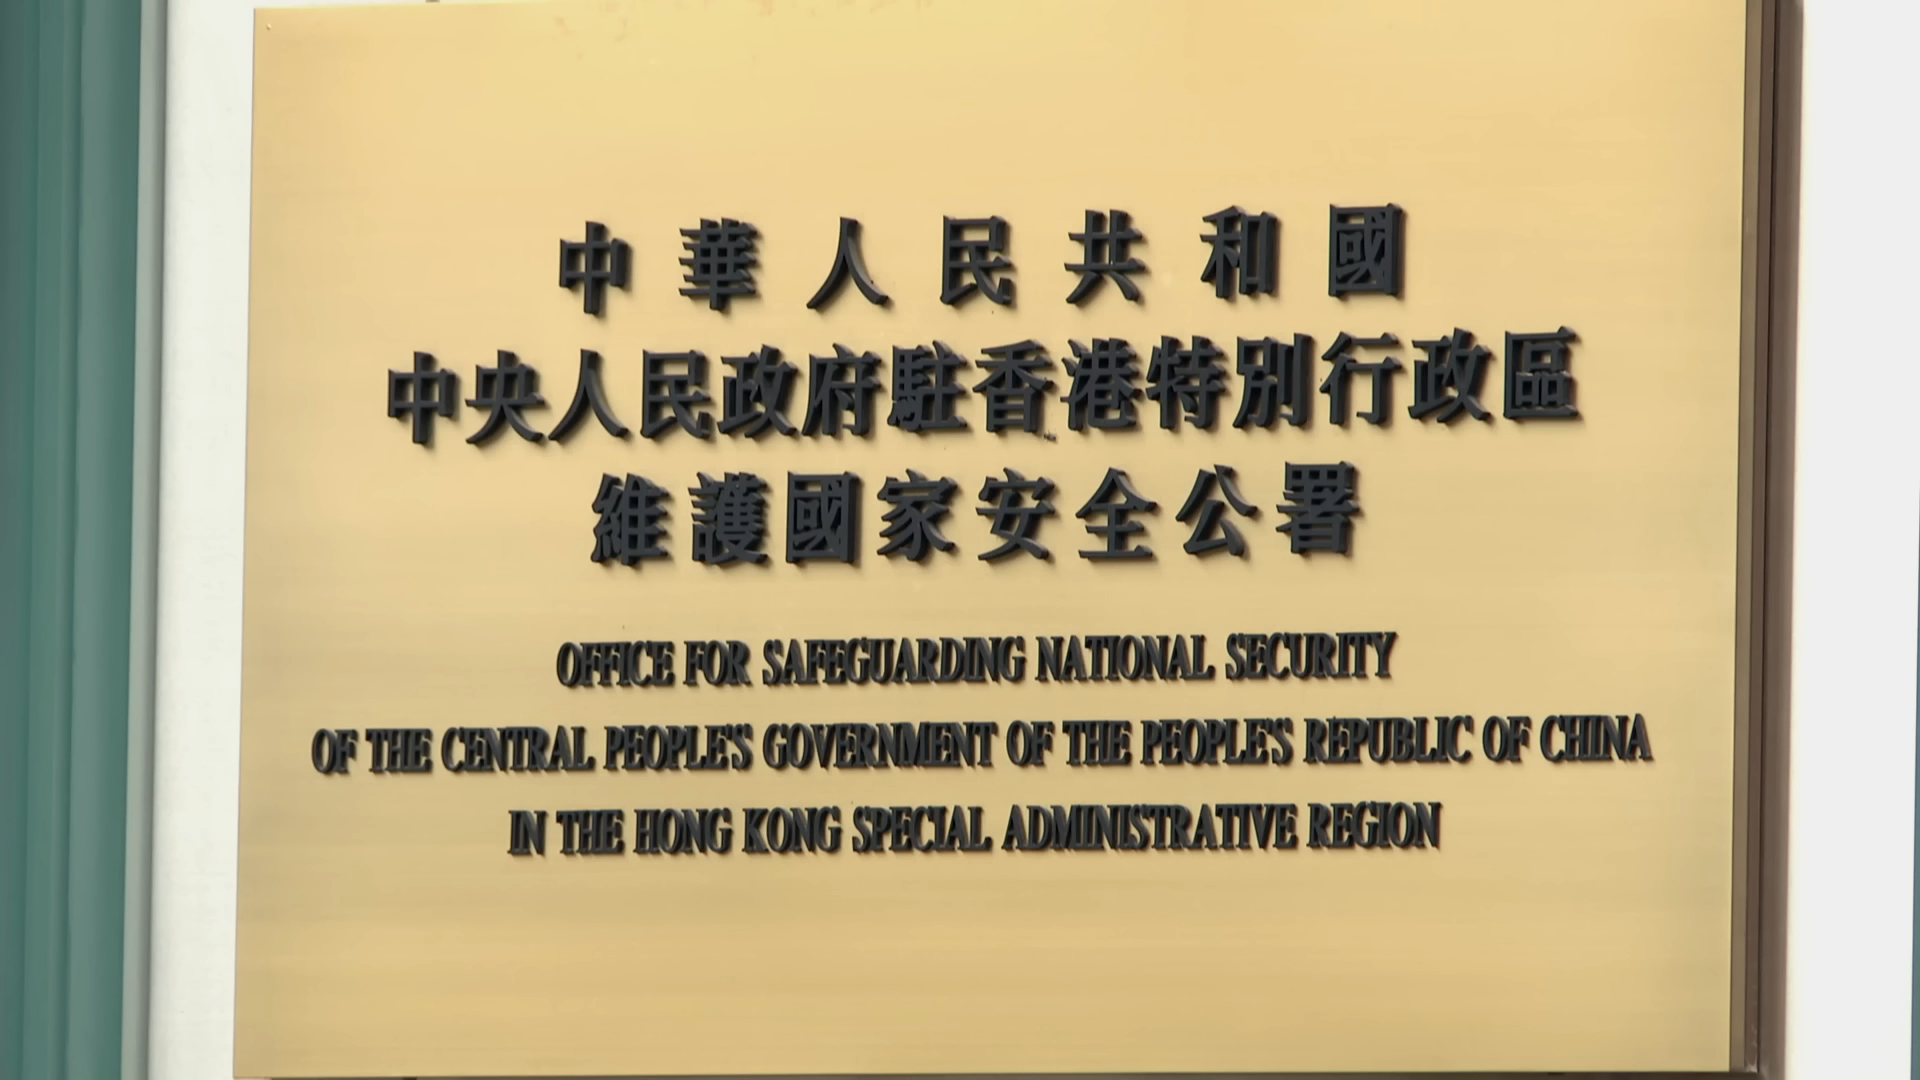 中華人民共和國
中央人民政府駐香港特別行政區
維護國家安全公署
OFFICE FOR SAFEGUARDING NATIONAL SECURITY
OF THE CENTRAL PEOPLE'S GOVERNMENT OF THE PEOPLE'S REPUBLIC OF CHINA
IN THE HONG KONG SPECIAL ADMINISTRATIVE REGION